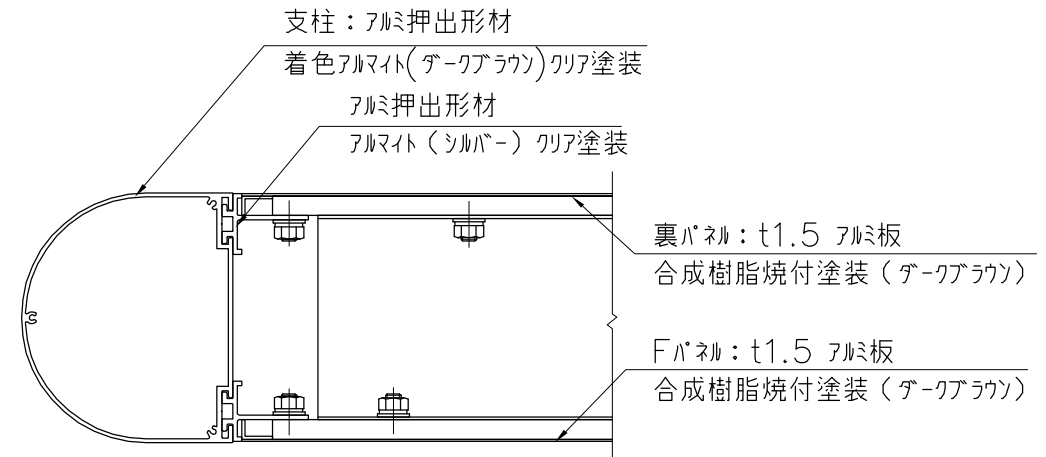 支柱：アルミ押出形材
着色アルマイト(ダークブラウン)クリア塗装
アルミ押出形材
アルマイト（シルバー）クリア塗装
裏パネル：t1.5 アルミ板
合成樹脂焼付塗装（ダークブラウン）
Fパネル：t1.5 アルミ板
合成樹脂焼付塗装（ダークブラウン）